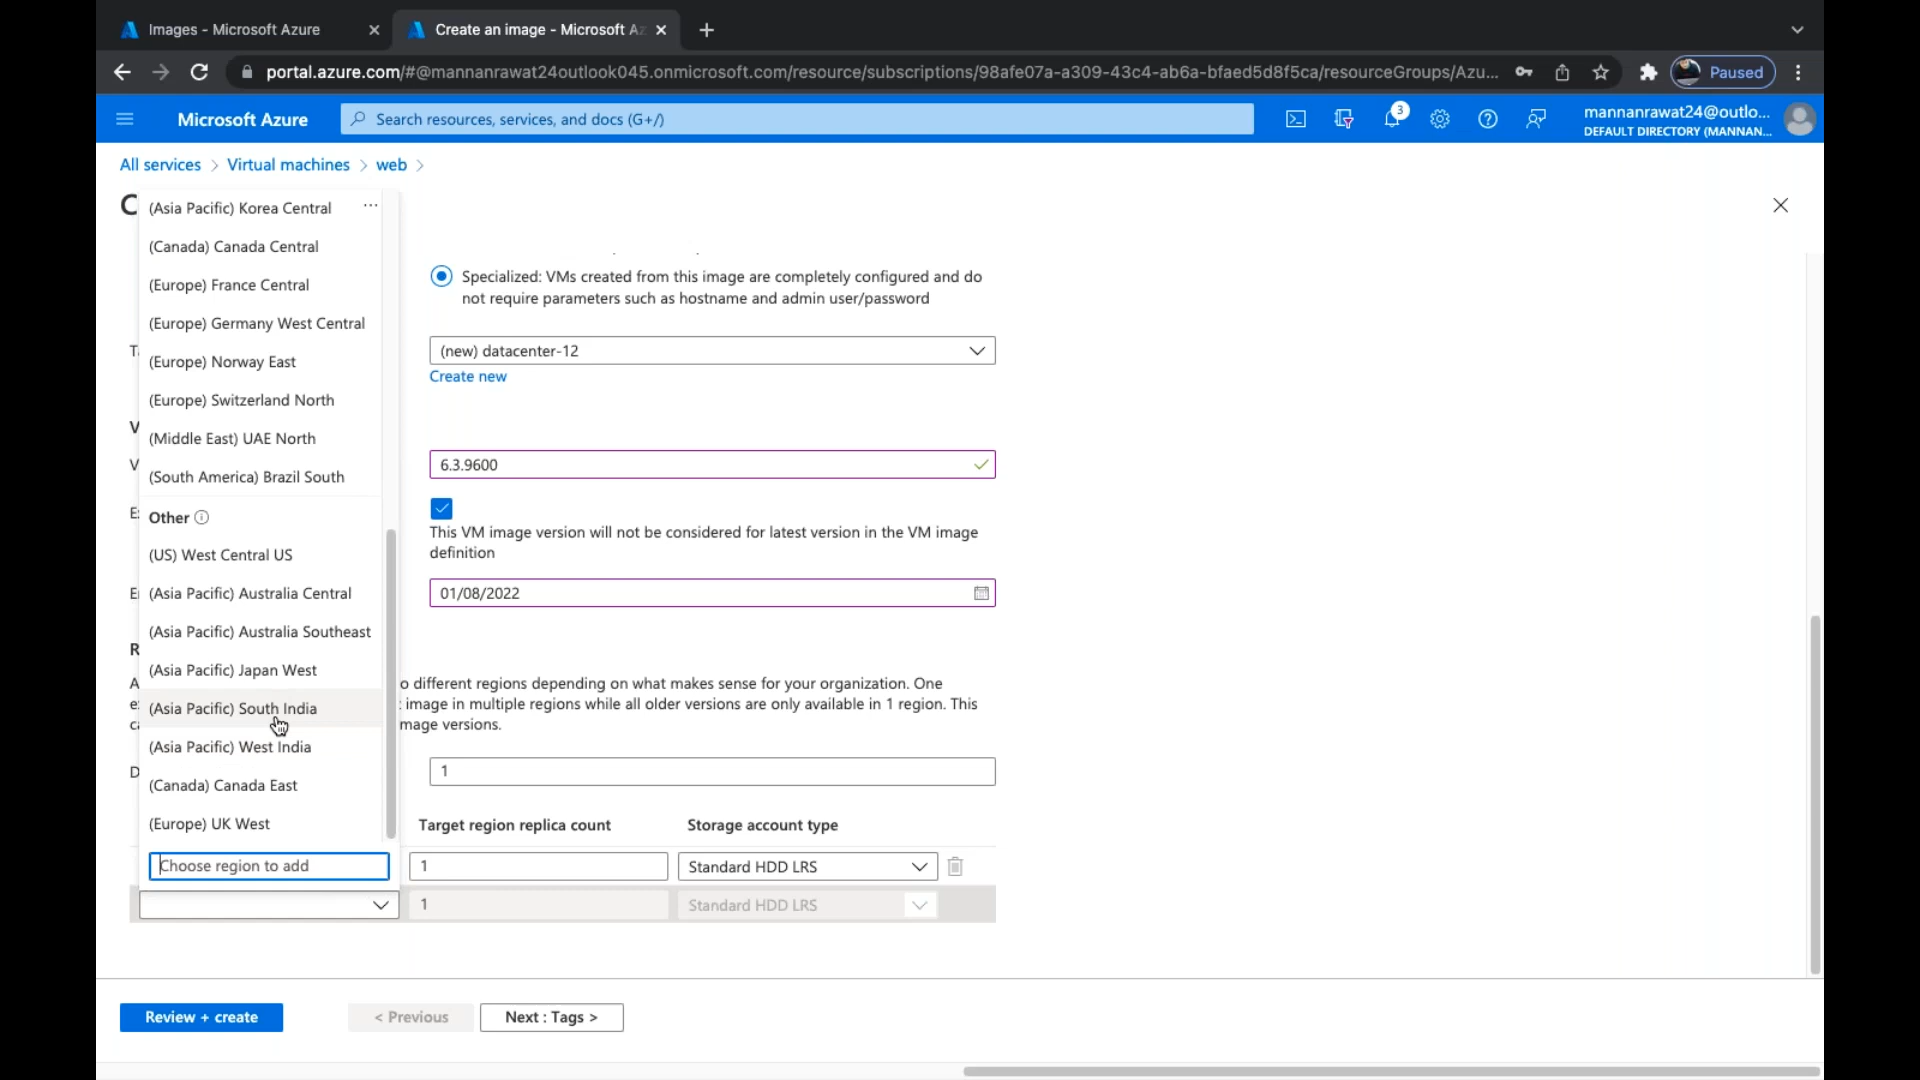 Images - Microsoft Azure
Create an image - Microsoft Az
portal.azure.com/#@mannanrawat24outlook045.onmicrosoft.com/resource/subscriptions/98afe07a-a309-43c4-ab6a-bfaed5d8f5ca/resourceGroups/Azu...
Paused
Microsoft Azure
Search resources, services, and docs (G+/)
3
mannanrawat24@outlo...
DEFAULT DIRECTORY (MANNAN...
All services > Virtual machines > web >
C
...
(Asia Pacific) Korea Central
(Canada) Canada Central
(Europe) France Central
(Europe) Germany West Central
(Europe) Norway East
(Europe) Switzerland North
(Middle East) UAE North
(South America) Brazil South
Other
(US) West Central US
(Asia Pacific) Australia Central
(Asia Pacific) Australia Southeast
(Asia Pacific) Japan West
(Asia Pacific) South India
(Asia Pacific) West India
(Canada) Canada East
(Europe) UK West
Choose region to add
Specialized: VMs created from this image are completely configured and do
not require parameters such as hostname and admin user/password
(new) datacenter-12
Create new
6.3.9600
This VM image version will not be considered for latest version in the VM image
definition
01/08/2022
o different regions depending on what makes sense for your organization. One
image in multiple regions while all older versions are only available in 1 region. This
mage versions.
1
Target region replica count
Storage account type
1
Standard HDD LRS
1
Standard HDD LRS
Review + create
< Previous
Next : Tags >